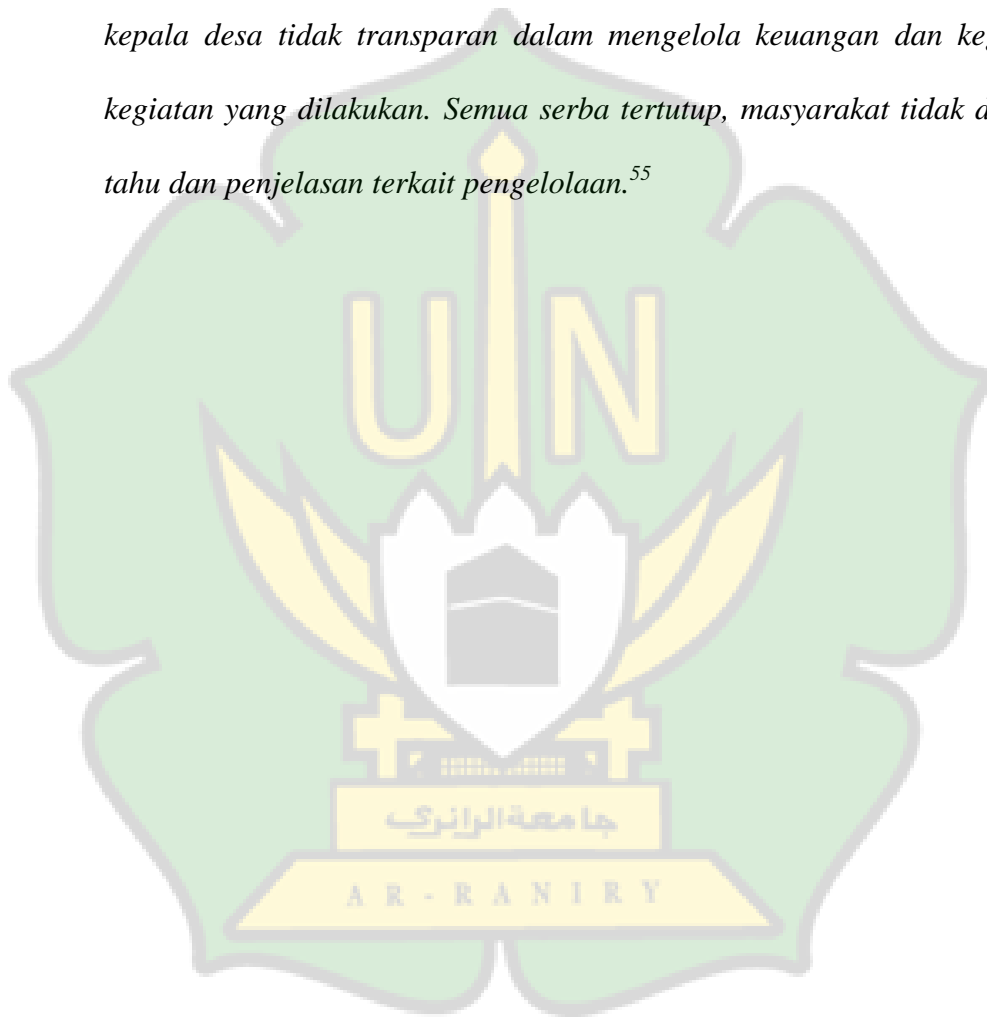 kepala desa tidak transparan dalam mengelola keuangan dan
kegiatan yang dilakukan. Semua serba tertutup, masyarakat tidak
tahu dan penjelasan terkait pengelolaan.55
UIN
جامعة الرانري
AR-RANIRY